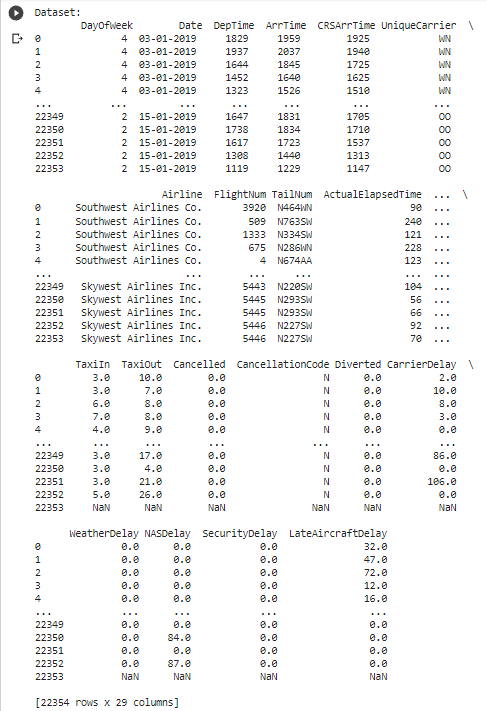 Dataset:
DayOfWeek Date DepTime ArrTime CRSArrTime UniqueCarrier \
0 4 03-01-2019 1829 1959 1925 WN
1 4 03-01-2019 1937 2037 1940 WN
2 4 03-01-2019 1644 1845 1725 WN
3 4 03-01-2019 1452 1640 1625 WN
4 4 03-01-2019 1323 1526 1510 WN
... ... ... ... ... ... ...
22349 2 15-01-2019 1647 1831 1705 OO
22350 2 15-01-2019 1738 1834 1710 OO
22351 2 15-01-2019 1617 1723 1537 OO
22352 2 15-01-2019 1308 1440 1313 OO
22353 2 15-01-2019 1119 1229 1147 OO
Airline FlightNum TailNum ActualElapsedTime ... \
0 Southwest Airlines Co. 3920 N464WN 90 ...
1 Southwest Airlines Co. 509 N763SW 240 ...
2 Southwest Airlines Co. 1333 N334SW 121 ...
3 Southwest Airlines Co. 675 N286WN 228 ...
4 Southwest Airlines Co. 4 N674AA 123 ...
... ... ... ... ... ...
22349 Skywest Airlines Inc. 5443 N220SW 104 ...
22350 Skywest Airlines Inc. 5445 N293SW 56 ...
22351 Skywest Airlines Inc. 5445 N293SW 66 ...
22352 Skywest Airlines Inc. 5446 N227SW 92 ...
22353 Skywest Airlines Inc. 5446 N227SW 70 ...
TaxiIn TaxiOut Cancelled CancellationCode Diverted CarrierDelay \
0 3.0 10.0 0.0 N 0.0 2.0
1 3.0 7.0 0.0 N 0.0 10.0
2 6.0 8.0 0.0 N 0.0 8.0
3 7.0 8.0 0.0 N 0.0 3.0
4 4.0 9.0 0.0 N 0.0 0.0
... ... ... ... ... ... ...
22349 3.0 17.0 0.0 N 0.0 86.0
22350 3.0 4.0 0.0 N 0.0 0.0
22351 3.0 21.0 0.0 N 0.0 106.0
22352 5.0 26.0 0.0 N 0.0 0.0
22353 NaN NaN NaN NaN NaN NaN
WeatherDelay NASDelay SecurityDelay LateAircraftDelay
0 0.0 0.0 0.0 32.0
1 0.0 0.0 0.0 47.0
2 0.0 0.0 0.0 72.0
3 0.0 0.0 0.0 12.0
4 0.0 0.0 0.0 16.0
... ... ... ... ...
22349 0.0 0.0 0.0 0.0
22350 0.0 84.0 0.0 0.0
22351 0.0 0.0 0.0 0.0
22352 0.0 87.0 0.0 0.0
22353 NaN NaN NaN NaN
[22354 rows x 29 columns]